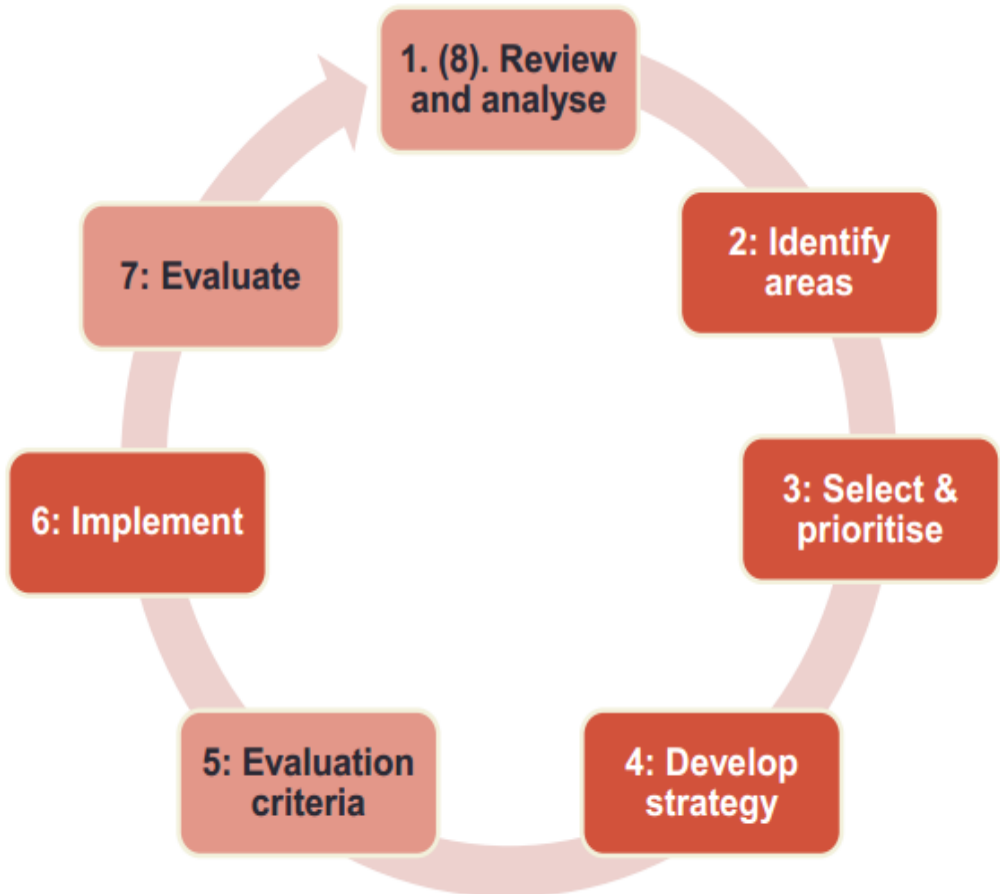 1. (8). Review
and analyse
2: Identify
areas
3: Select &
prioritise
4: Develop
strategy
5: Evaluation
criteria
6: Implement
7: Evaluate